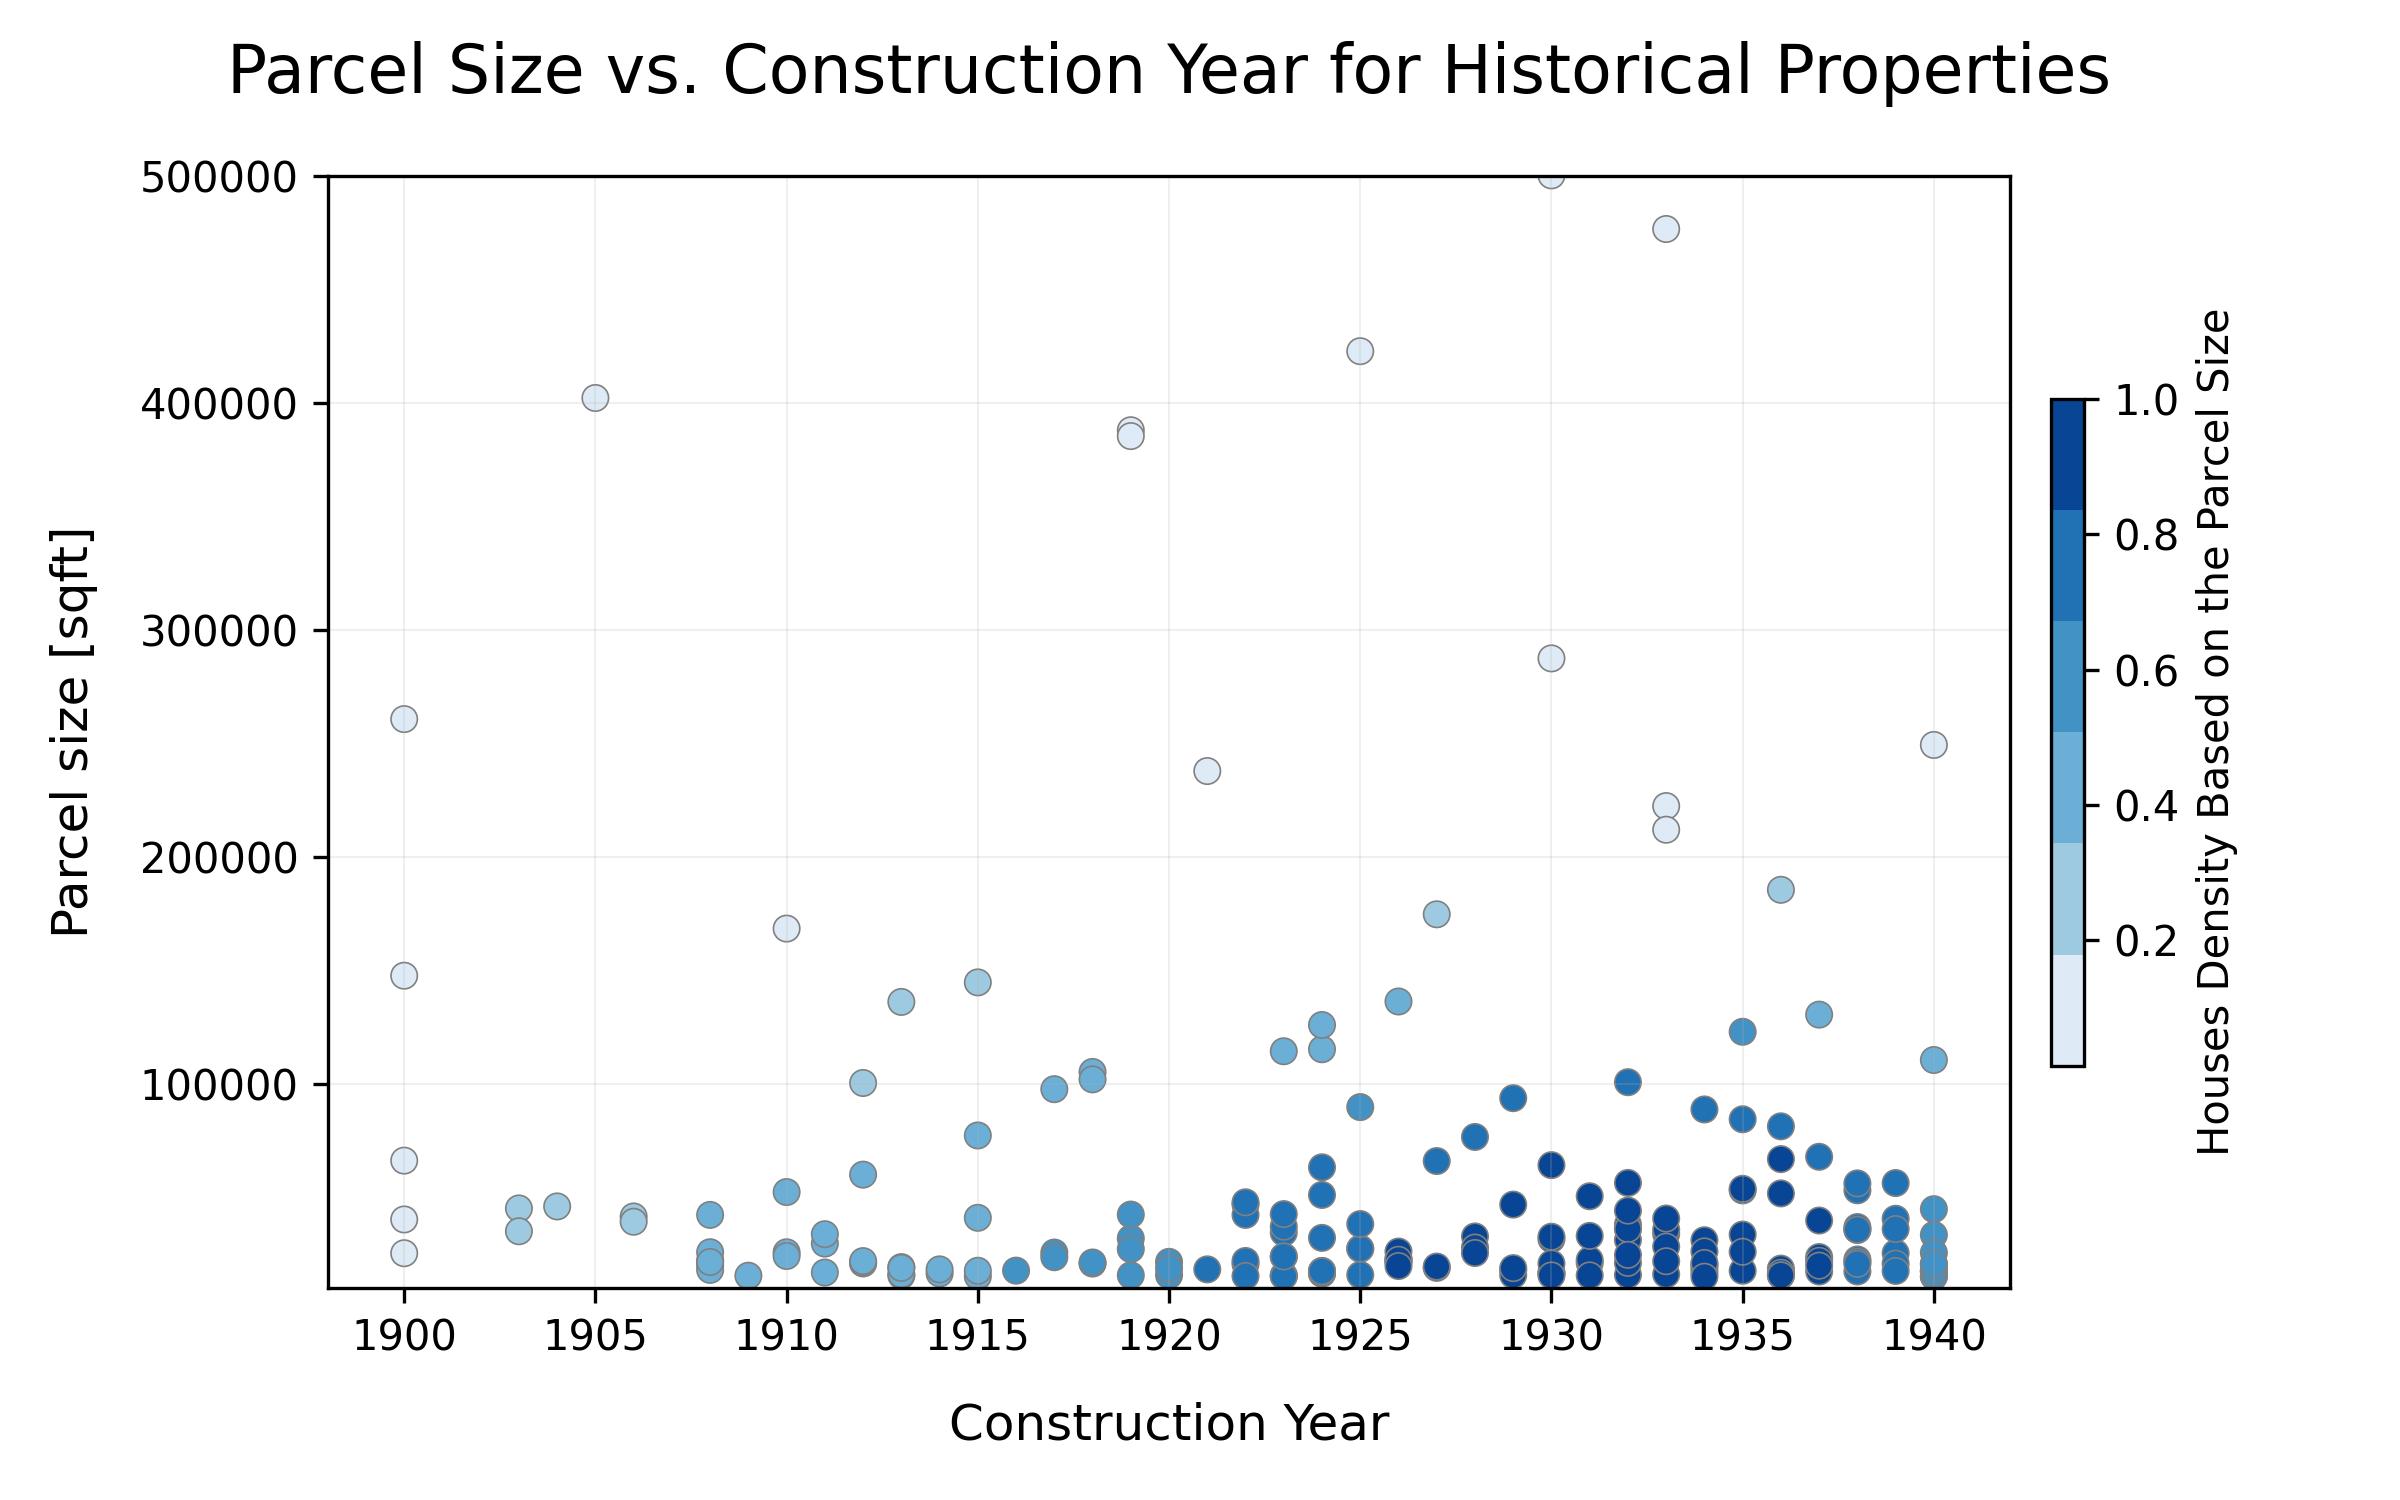 Parcel Size vs. Construction Year for Historical Properties
Parcel size [sqft]
500000
400000
300000
200000
100000
1900 1905 1910 1915 1920 1925 1930 1935 1940
Construction Year
1.0
0.8
0.6
0.4
0.2
Houses Density Based on the Parcel Size